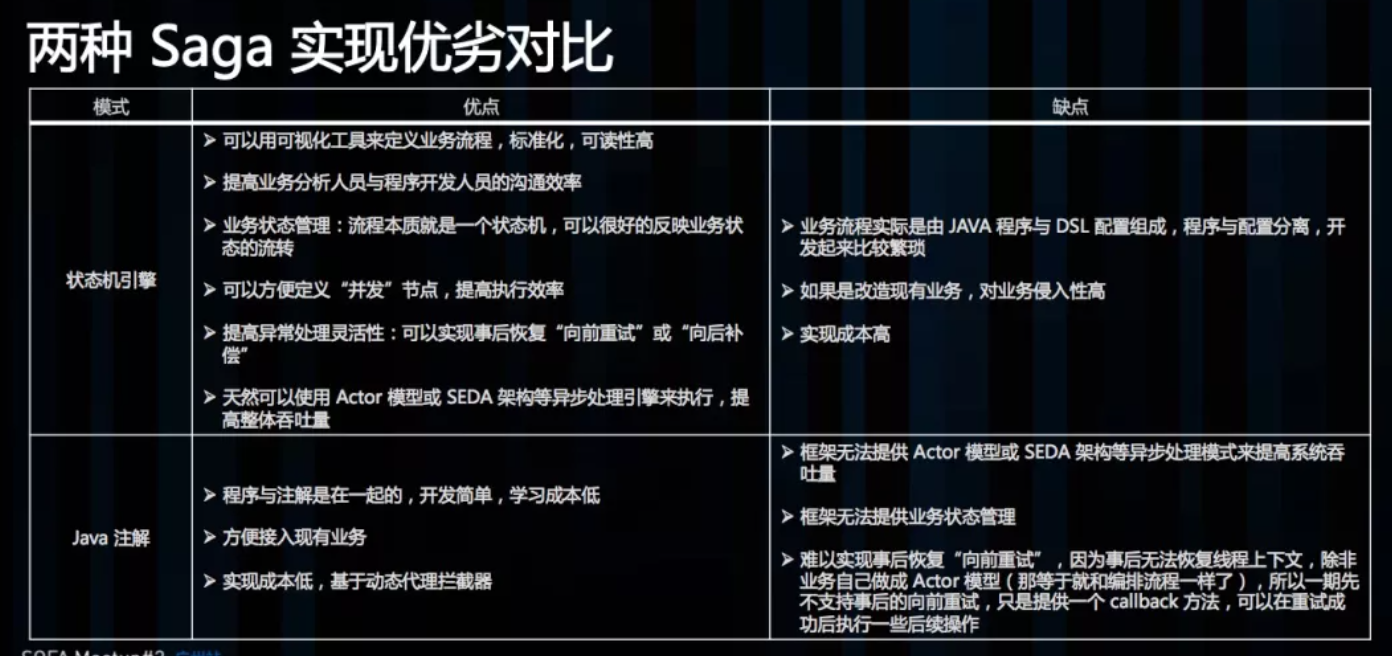 两种 Saga 实现优劣对比
模式
优点
缺点
状态机引擎
➢ 可以用可视化工具来定义业务流程，标准化，可读性高
➢ 提高业务分析人员与程序开发人员的沟通效率
➢ 业务状态管理：流程本质就是一个状态机，可以很好的反映业务状
态的流转
➢ 可以方便定义“并发”节点，提高执行效率
➢ 提高异常处理灵活性：可以实现事后恢复“向前重试”或“向后补
偿”
➢ 天然可以使用 Actor 模型或 SEDA 架构等异步处理引擎来执行，提
高整体吞吐量
➢ 业务流程实际是由 JAVA 程序与 DSL 配置组成，程序与配置分离，开
发起来比较繁琐
➢ 如果是改造现有业务，对业务侵入性高
➢ 实现成本高
Java 注解
➢ 程序与注解是在一起的，开发简单，学习成本低
➢ 方便接入现有业务
➢ 实现成本低，基于动态代理拦截器
➢ 框架无法提供 Actor 模型或 SEDA 架构等异步处理模式来提高系统吞
吐量
➢ 框架无法提供业务状态管理
➢ 难以实现事后恢复“向前重试”，因为事后无法恢复线程上下文，除非
业务自己做成 Actor 模型（那等于就和编排流程一样了），所以一期先
不支持事后的向前重试，只是提供一个 callback 方法，可以在重试成
功后执行一些后续操作